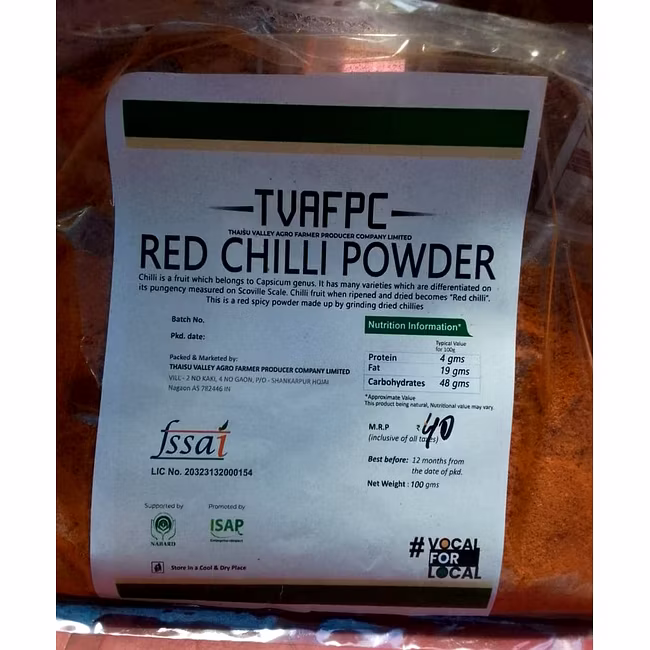 TVAFPC
THAISU VALLEY AGRO FARMER PRODUCER COMPANY LIMITED
RED CHILLI POWDER
Chilli is a fruit which belongs to Capsicum genus. It has many varieties which are differentiated on
its pungency measured on Scoville Scale. Chilli fruit when ripened and dried becomes "Red chilli".
This is a red spicy powder made up by grinding dried chillies
Batch No.
Pkd. date:
Packed & Marketed by:
THAISU VALLEY AGRO FARMER PRODUCER COMPANY LIMITED
VILL - 2 NO KAKI, 4 NO GAON, P/O - SHANKARPUR HOJAI
Nagaon AS 782446 IN
Nutrition Information*
Typical Value
for 100g
Protein 4 gms
Fat 19 gms
Carbohydrates 48 gms
*Approximate Value
This product being natural, Nutritional value may vary.
fssai
LIC No. 20323132000154
M.R.P ₹ 40
(inclusive of all taxes)
Best before: 12 months from
the date of pkd.
Net Weight : 100 gms
Supported by
NABARD
Promoted by
ISAP
Store in a Cool & Dry Place
#VOCAL
FOR
LOCAL